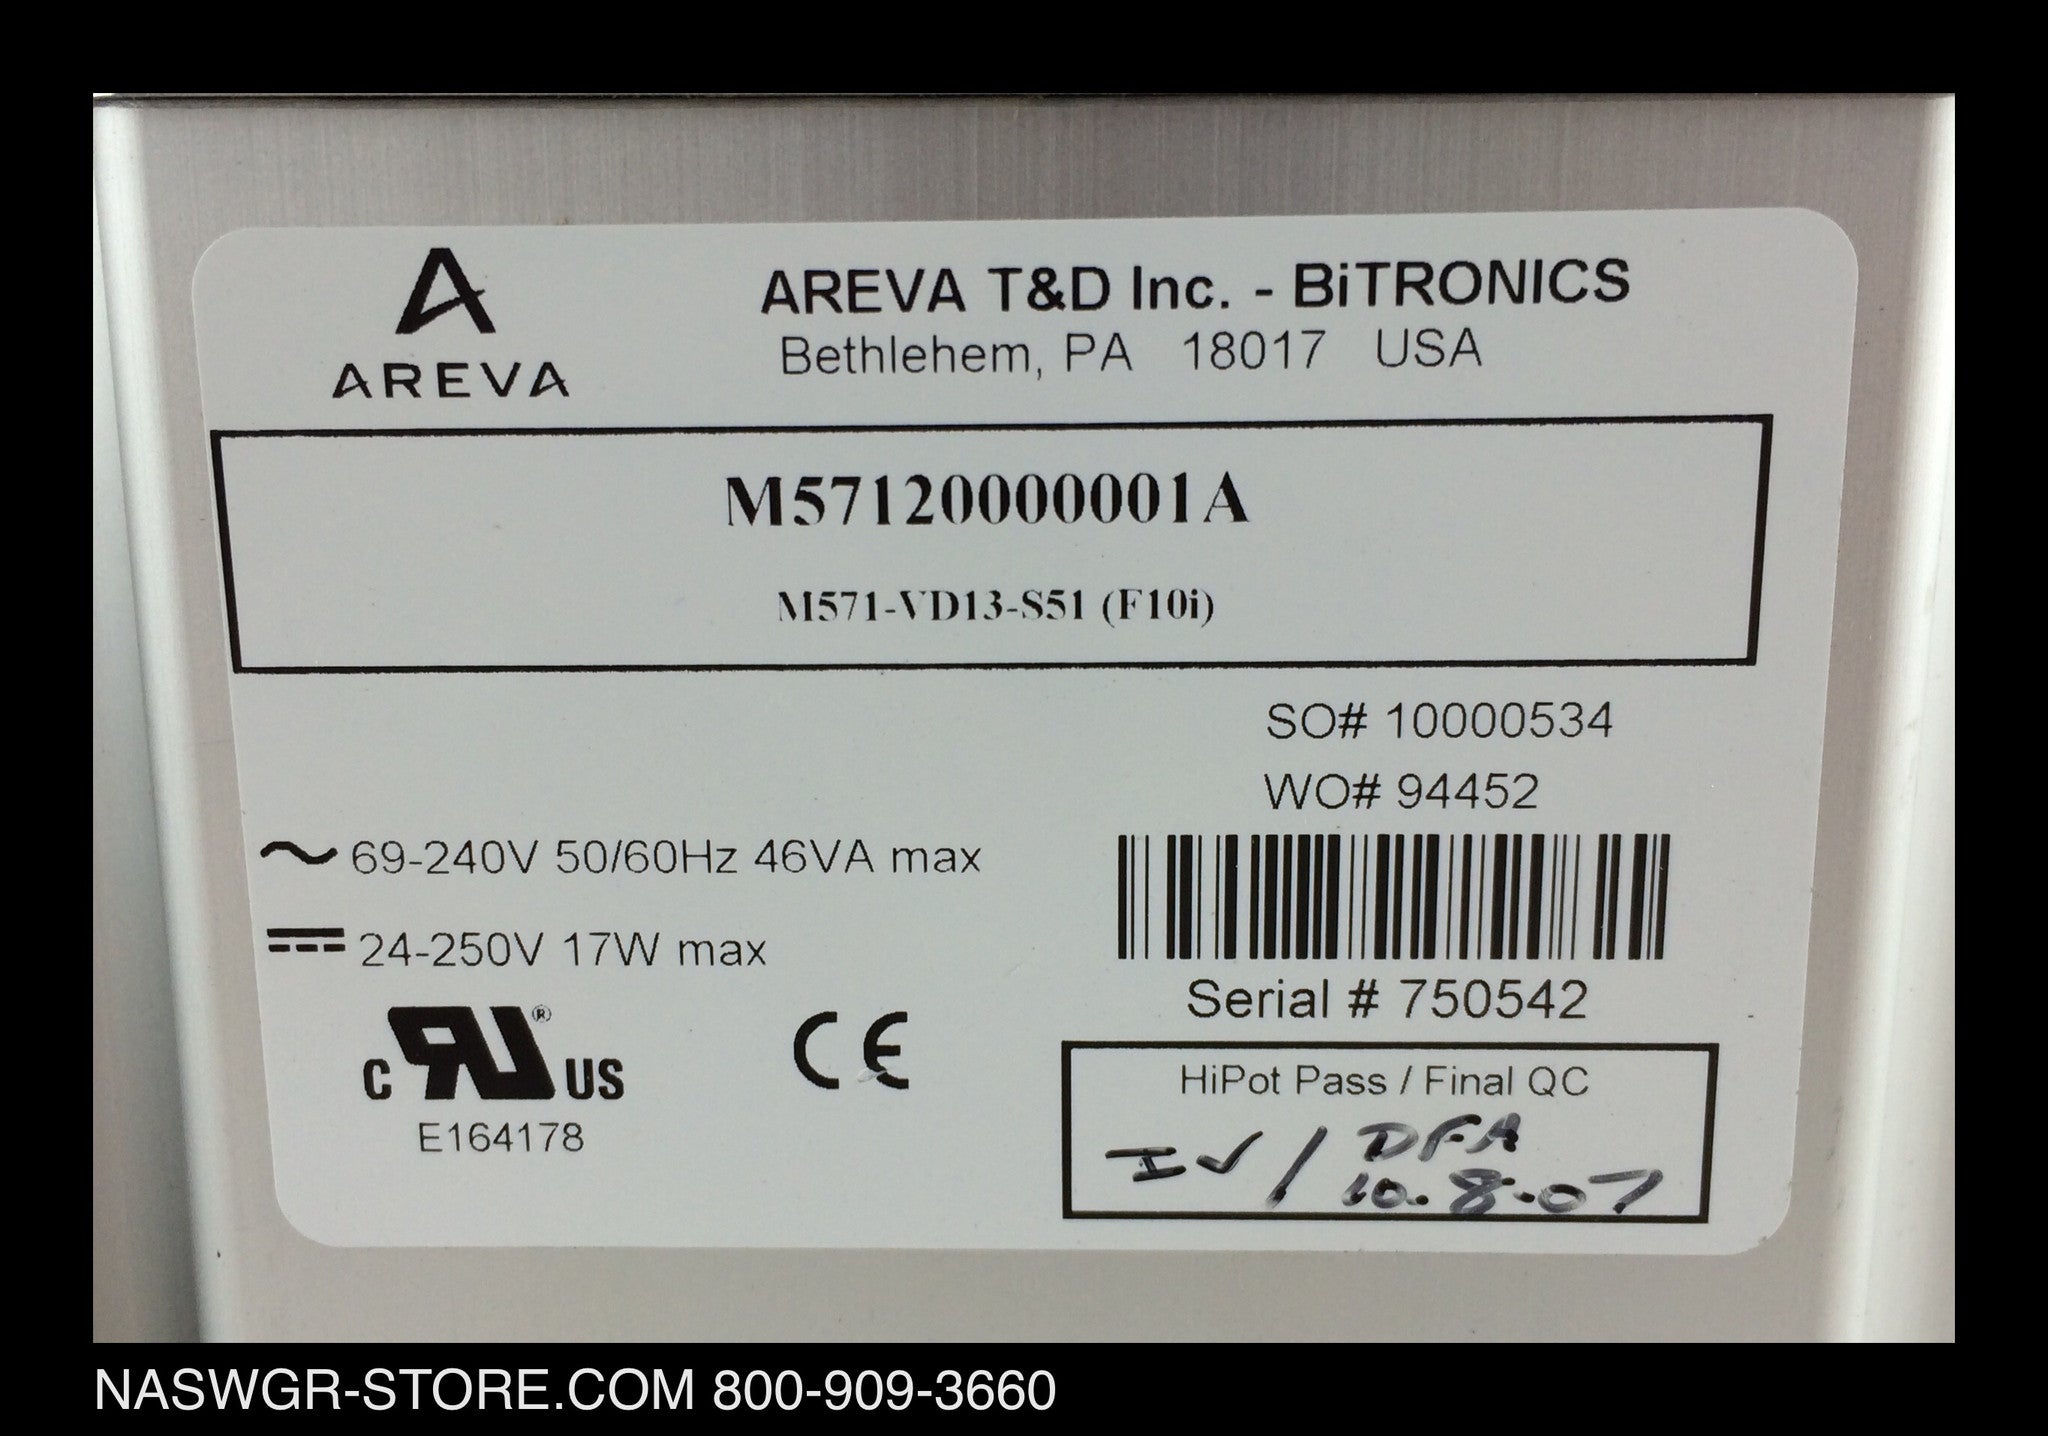 AREVA
AREVA T&D Inc. - BiTRONICS
Bethlehem, PA 18017 USA
M57120000001A
M571-VD13-S51 (F10i)
SO# 10000534
WO# 94452
69-240V 50/60Hz 46VA max
24-250V 17W max
Serial # 750542
C RU ® US
E164178
CE
HiPot Pass / Final QC
DFA
10.8.07
NASWGR-STORE.COM 800-909-3660